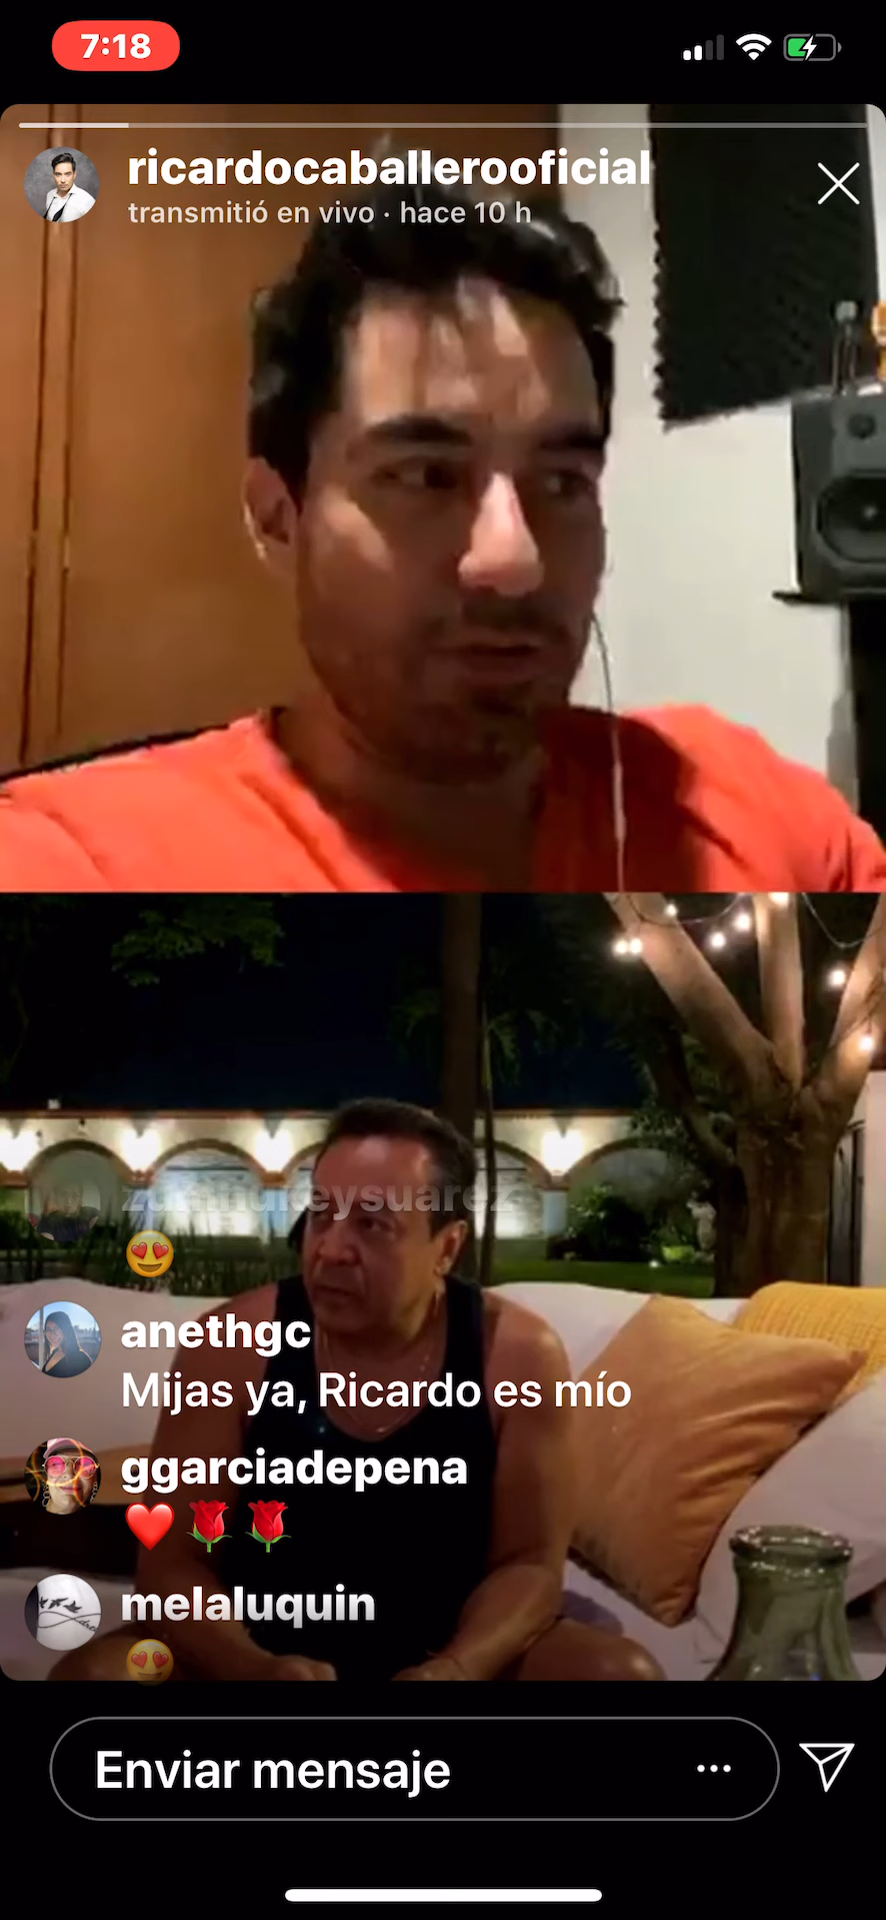 7:18
ricardocaballerooficial
transmitió en vivo · hace 10 h
anethgc
Mijas ya, Ricardo es mío
ggarciadepena
melaluquin
Enviar mensaje